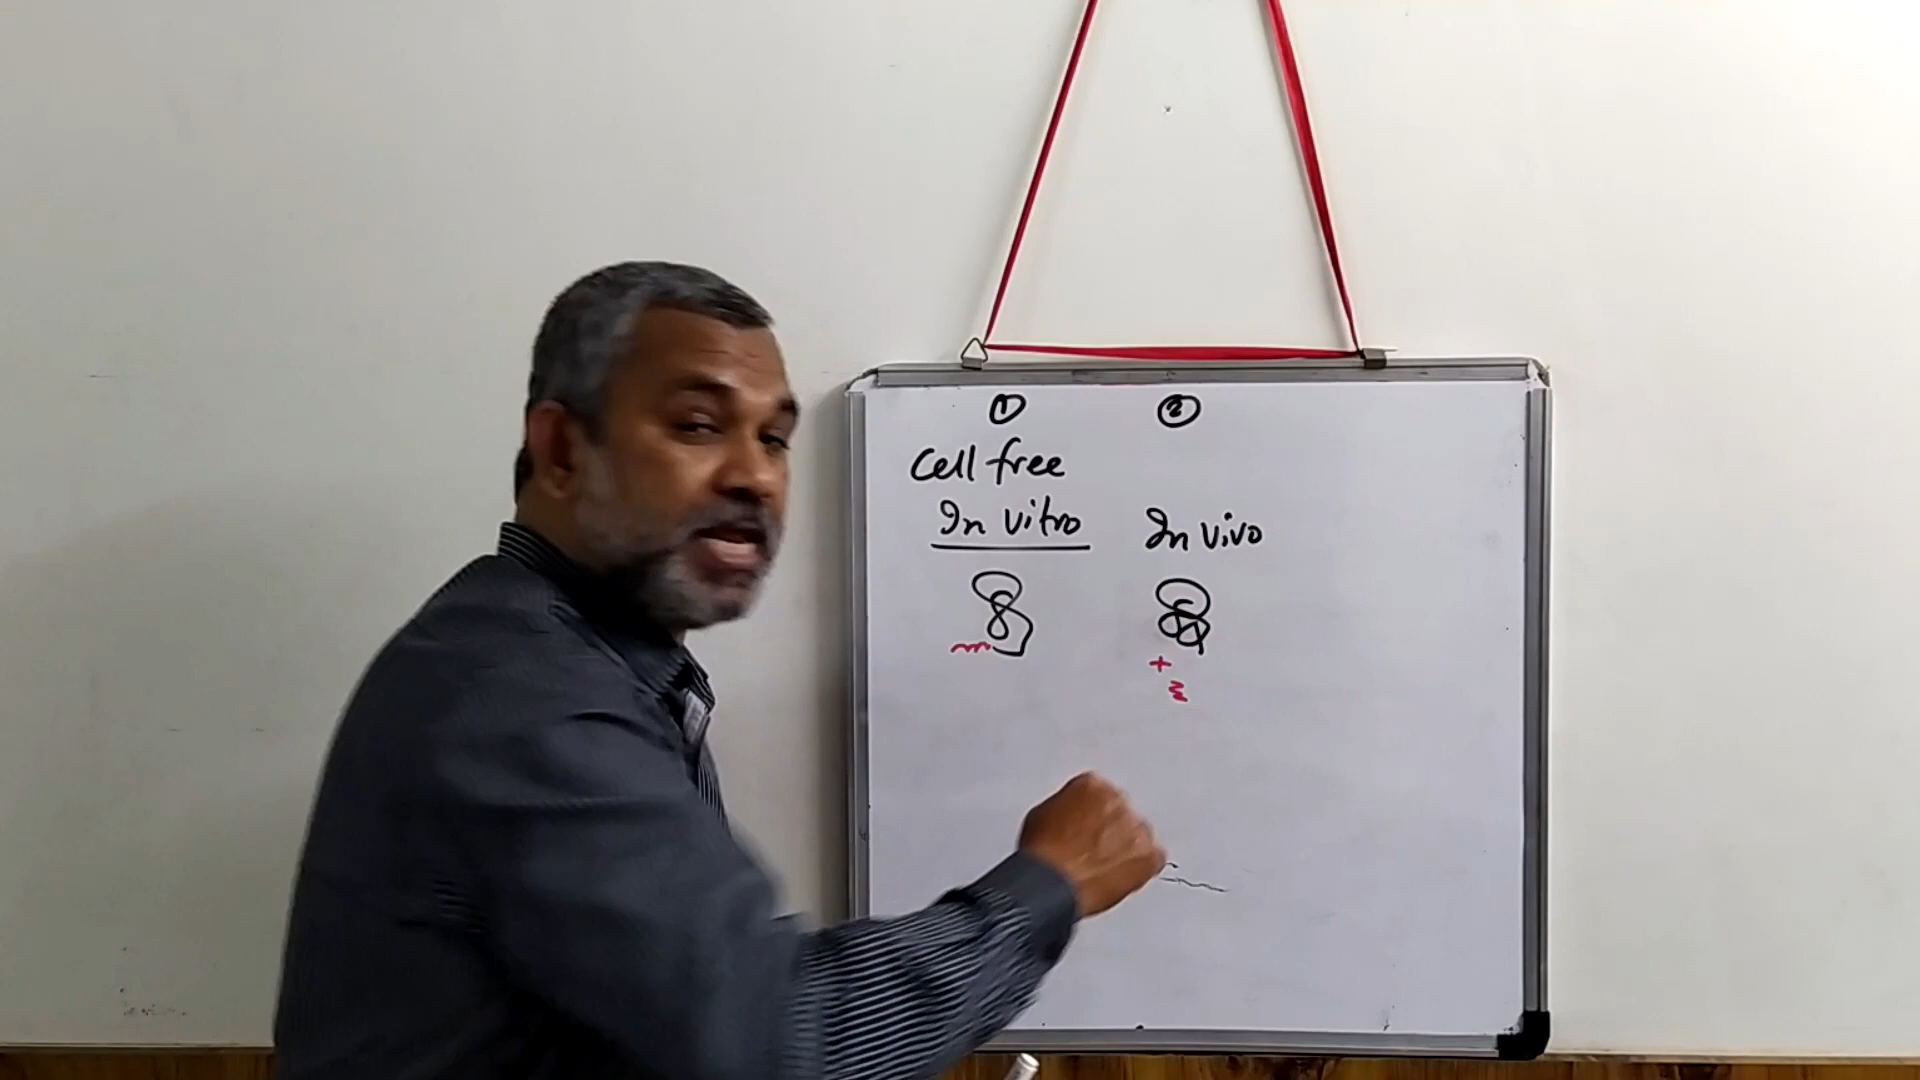 ① ②
Cell free
In vitro In vivo
+